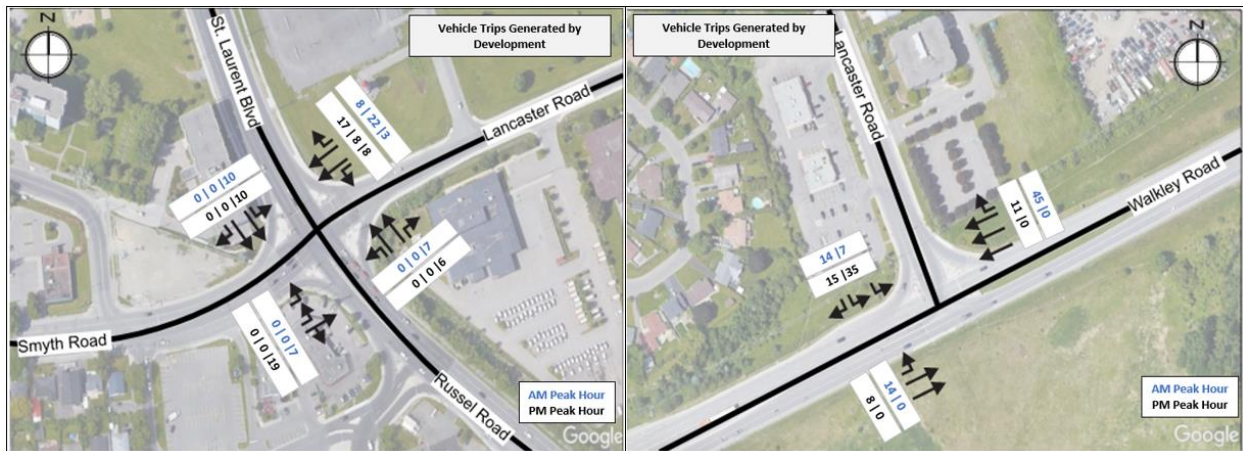 Vehicle Trips Generated by
Development
N
St. Laurent Blvd
Lancaster Road
8 | 22 | 3
17 | 8 | 8
0 | 0 | 10
0 | 0 | 10
0 | 0 | 7
0 | 0 | 6
0 | 0 | 7
0 | 0 | 19
Smyth Road
Russel Road
AM Peak Hour
PM Peak Hour
Google
Vehicle Trips Generated by
Development
N
Lancaster Road
Walkley Road
45 | 0
11 | 0
14 | 7
15 | 35
14 | 0
8 | 0
AM Peak Hour
PM Peak Hour
Google